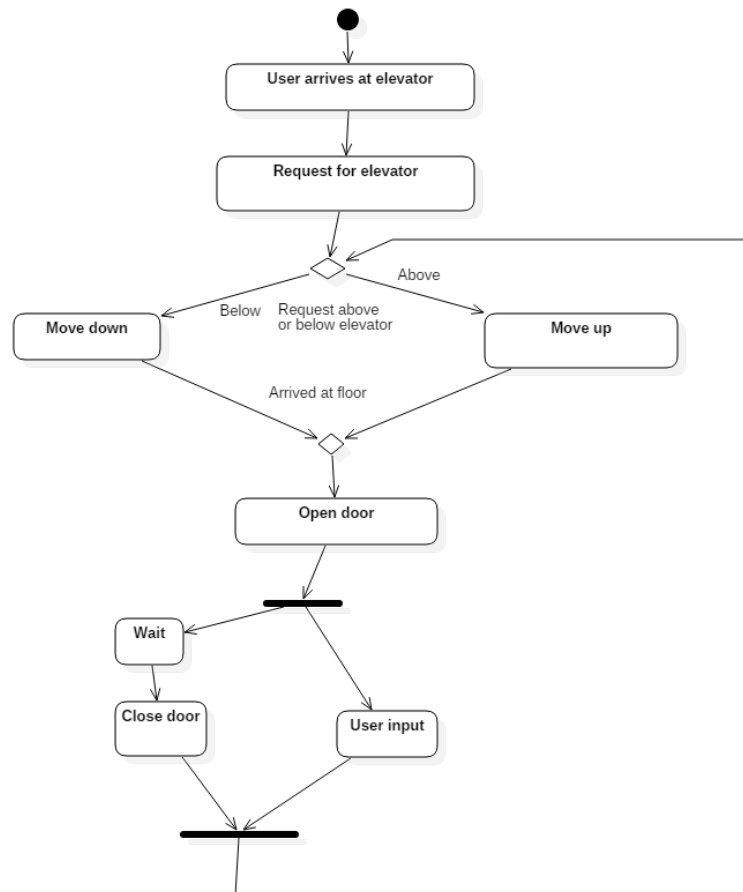 User arrives at elevator
Request for elevator
Above
Below
Request above
or below elevator
Move down
Move up
Arrived at floor
Open door
Wait
Close door
User input